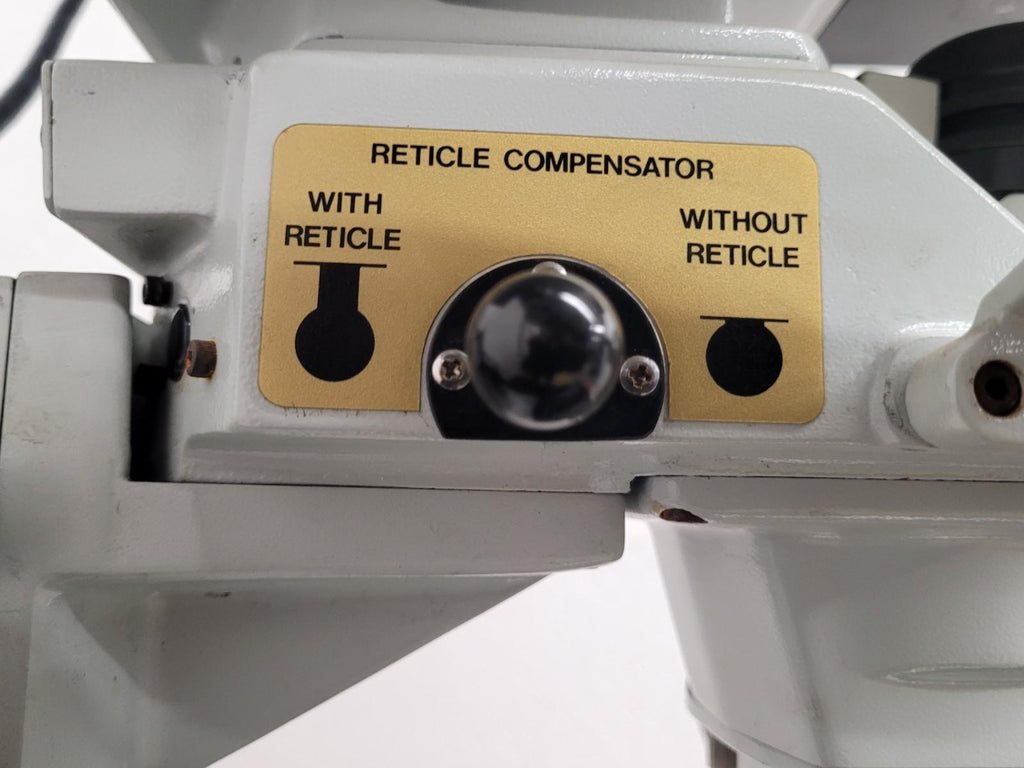 RETICLE COMPENSATOR
WITH
RETICLE
WITHOUT
RETICLE